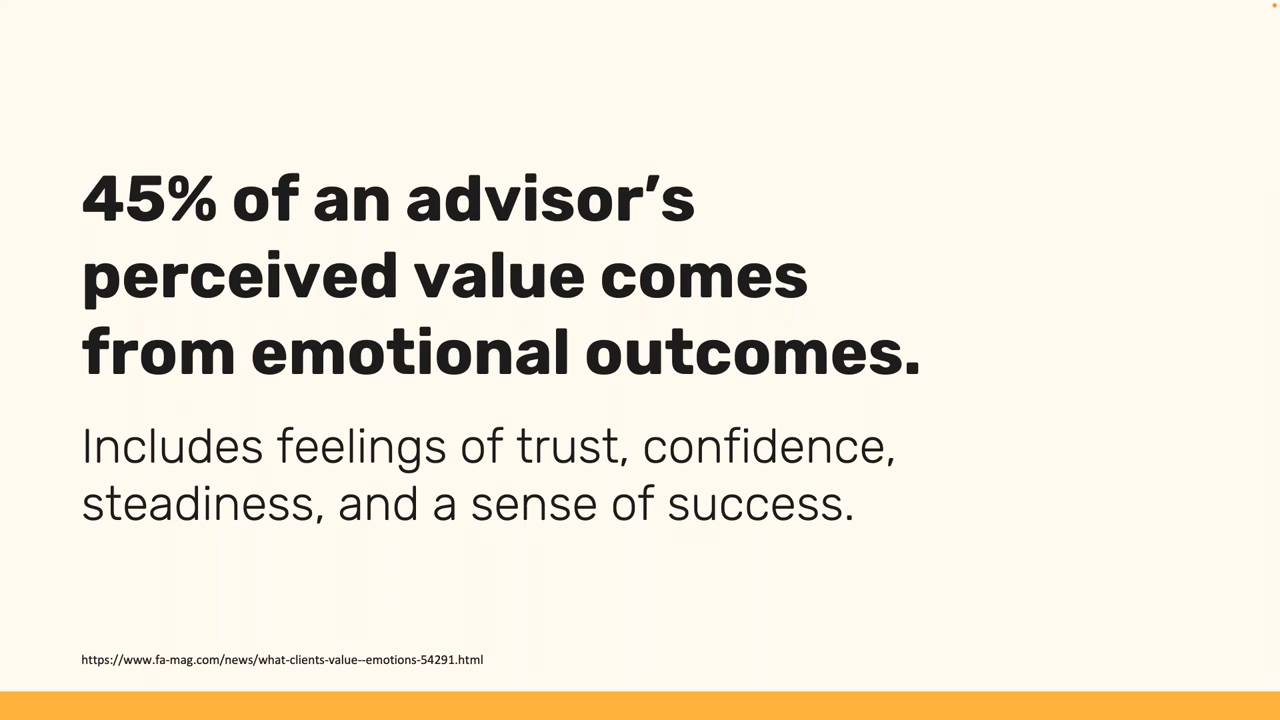 45% of an advisor’s
perceived value comes
from emotional outcomes.
Includes feelings of trust, confidence,
steadiness, and a sense of success.
https://www.fa-mag.com/news/what-clients-value--emotions-54291.html